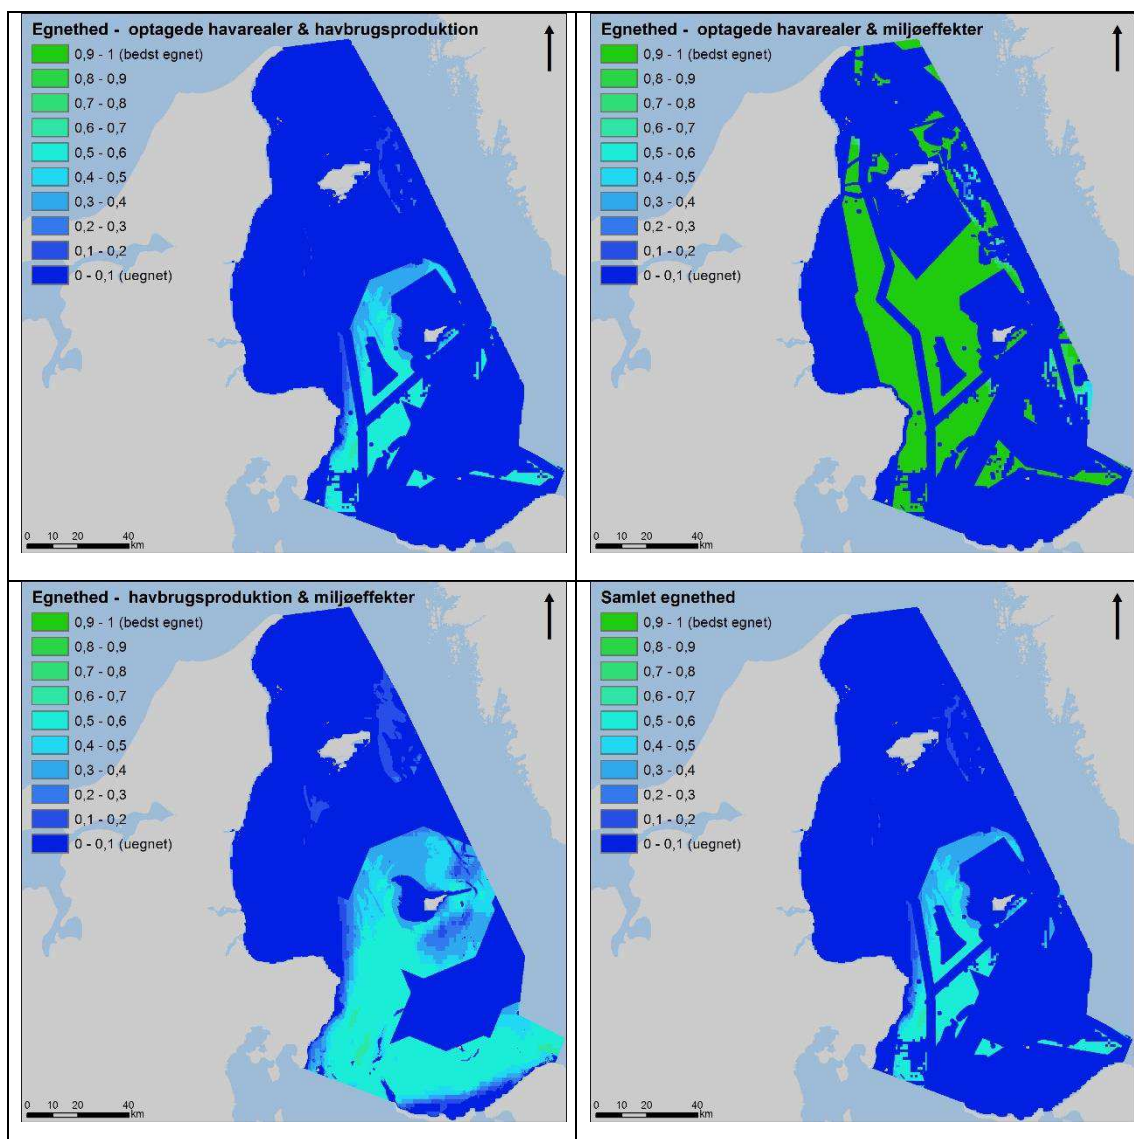 Egnethed - optagede havarealer & havbrugsproduktion
0,9 - 1 (bedst egnet)
0,8 - 0,9
0,7 - 0,8
0,6 - 0,7
0,5 - 0,6
0,4 - 0,5
0,3 - 0,4
0,2 - 0,3
0,1 - 0,2
0 - 0,1 (uegnet)
0 10 20 40
km
Egnethed - optagede havarealer & miljøeffekter
0,9 - 1 (bedst egnet)
0,8 - 0,9
0,7 - 0,8
0,6 - 0,7
0,5 - 0,6
0,4 - 0,5
0,3 - 0,4
0,2 - 0,3
0,1 - 0,2
0 - 0,1 (uegnet)
0 10 20 40
km
Egnethed - havbrugsproduktion & miljøeffekter
0,9 - 1 (bedst egnet)
0,8 - 0,9
0,7 - 0,8
0,6 - 0,7
0,5 - 0,6
0,4 - 0,5
0,3 - 0,4
0,2 - 0,3
0,1 - 0,2
0 - 0,1 (uegnet)
0 10 20 40
km
Samlet egnethed
0,9 - 1 (bedst egnet)
0,8 - 0,9
0,7 - 0,8
0,6 - 0,7
0,5 - 0,6
0,4 - 0,5
0,3 - 0,4
0,2 - 0,3
0,1 - 0,2
0 - 0,1 (uegnet)
0 10 20 40
km